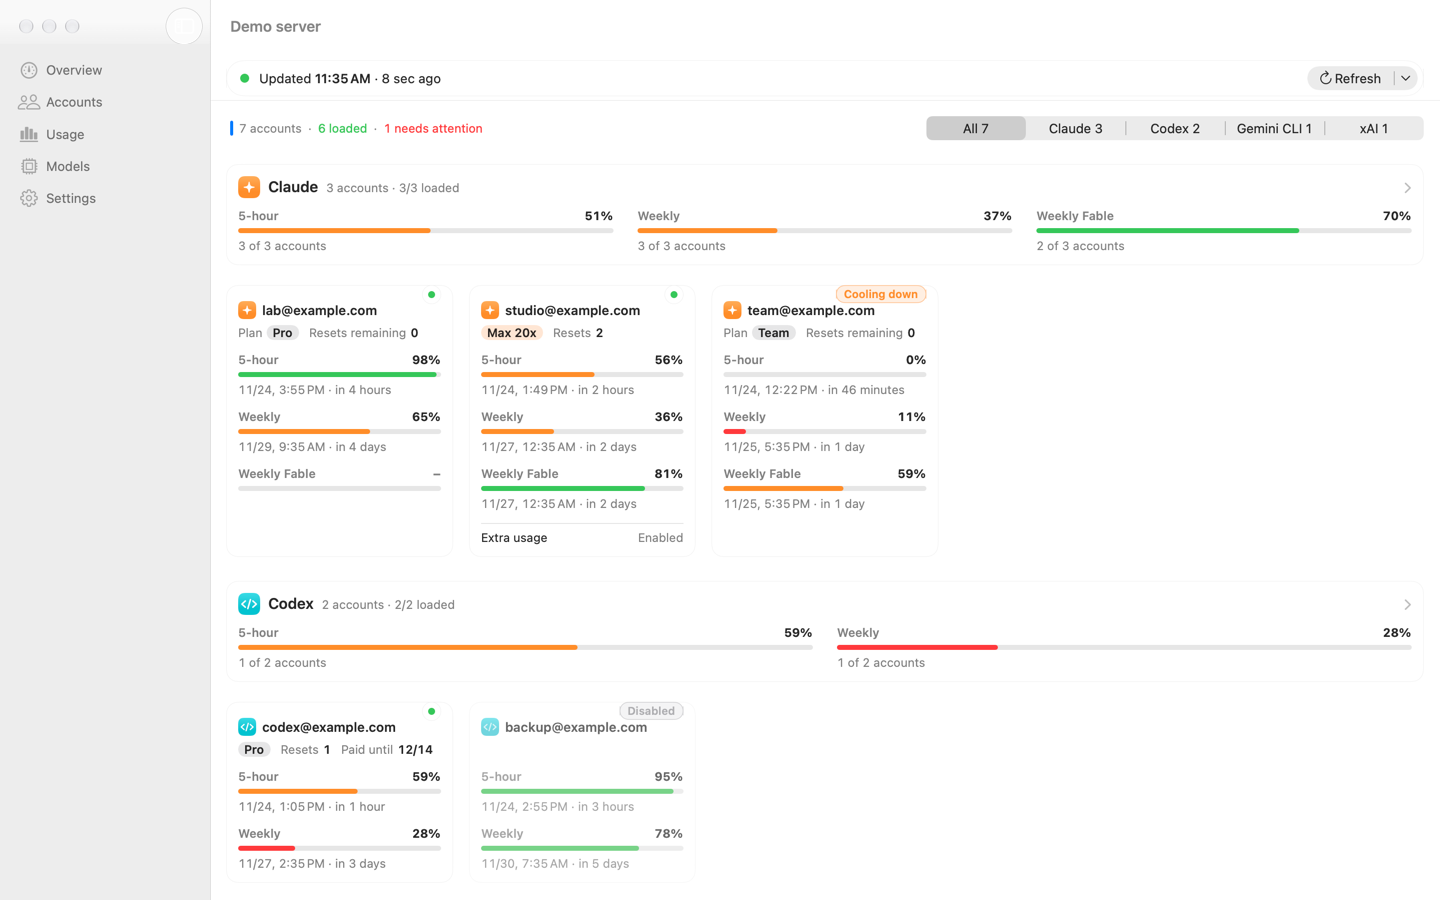 Demo server
Overview
Accounts
Usage
Models
Settings
Updated 11:35 AM · 8 sec ago
Refresh
7 accounts · 6 loaded · 1 needs attention
All 7
Claude 3
Codex 2
Gemini CLI 1
xAI 1
Claude 3 accounts · 3/3 loaded
5-hour 51%
3 of 3 accounts
Weekly 37%
3 of 3 accounts
Weekly Fable 70%
2 of 3 accounts
lab@example.com
Plan Pro Resets remaining 0
5-hour 98%
11/24, 3:55 PM · in 4 hours
Weekly 65%
11/29, 9:35 AM · in 4 days
Weekly Fable –
studio@example.com
Max 20x Resets 2
5-hour 56%
11/24, 1:49 PM · in 2 hours
Weekly 36%
11/27, 12:35 AM · in 2 days
Weekly Fable 81%
11/27, 12:35 AM · in 2 days
Extra usage Enabled
Cooling down
team@example.com
Plan Team Resets remaining 0
5-hour 0%
11/24, 12:22 PM · in 46 minutes
Weekly 11%
11/25, 5:35 PM · in 1 day
Weekly Fable 59%
11/25, 5:35 PM · in 1 day
Codex 2 accounts · 2/2 loaded
5-hour 59%
1 of 2 accounts
Weekly 28%
1 of 2 accounts
codex@example.com
Pro Resets 1 Paid until 12/14
5-hour 59%
11/24, 1:05 PM · in 1 hour
Weekly 28%
11/27, 2:35 PM · in 3 days
Disabled
backup@example.com
5-hour 95%
11/24, 2:55 PM · in 3 hours
Weekly 78%
11/30, 7:35 AM · in 5 days